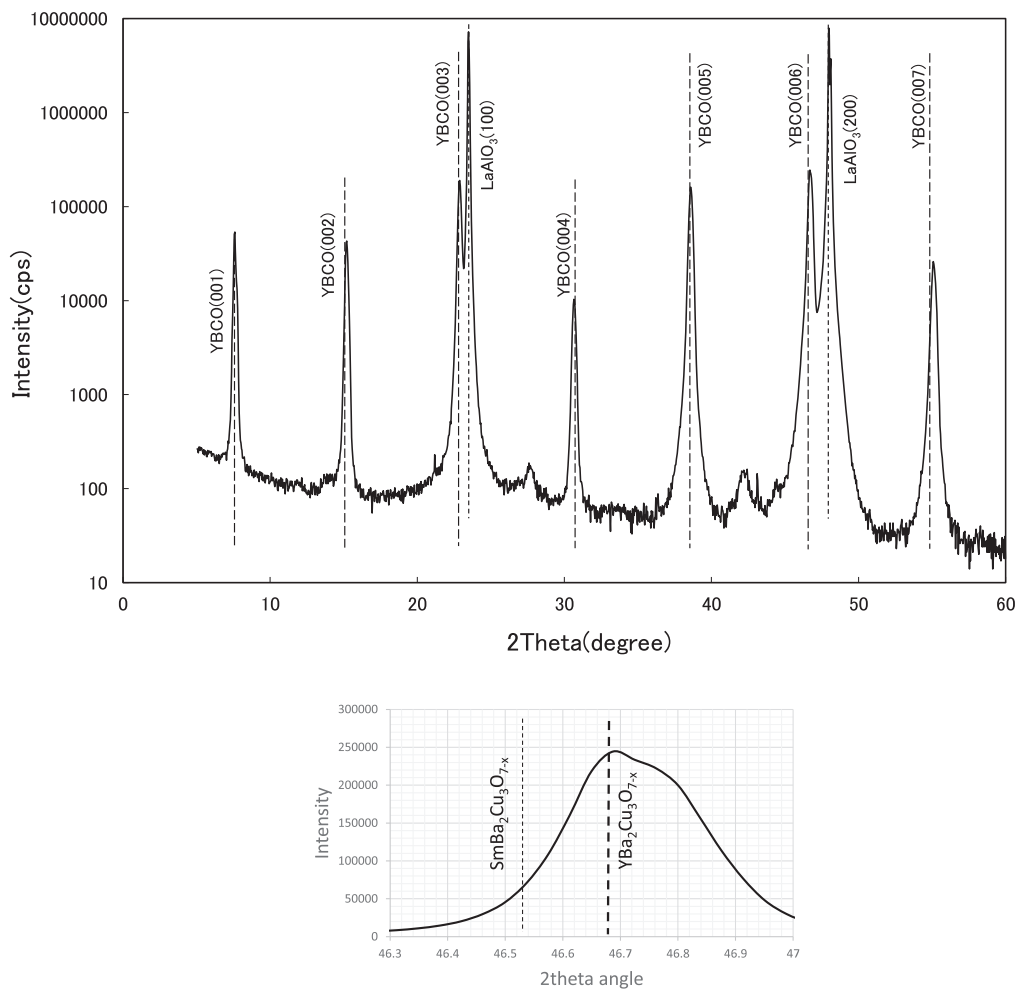 10000000
1000000
100000
10000
1000
100
10
Intensity(cps)
YBCO(001)
YBCO(002)
YBCO(003)
LaAlO3(100)
YBCO(004)
YBCO(005)
YBCO(006)
LaAlO3(200)
YBCO(007)
0 10 20 30 40 50 60
2Theta(degree)
300000
250000
200000
150000
100000
50000
0
Intensity
SmBa2Cu3O7-x
YBa2Cu3O7-x
46.3 46.4 46.5 46.6 46.7 46.8 46.9 47
2theta angle